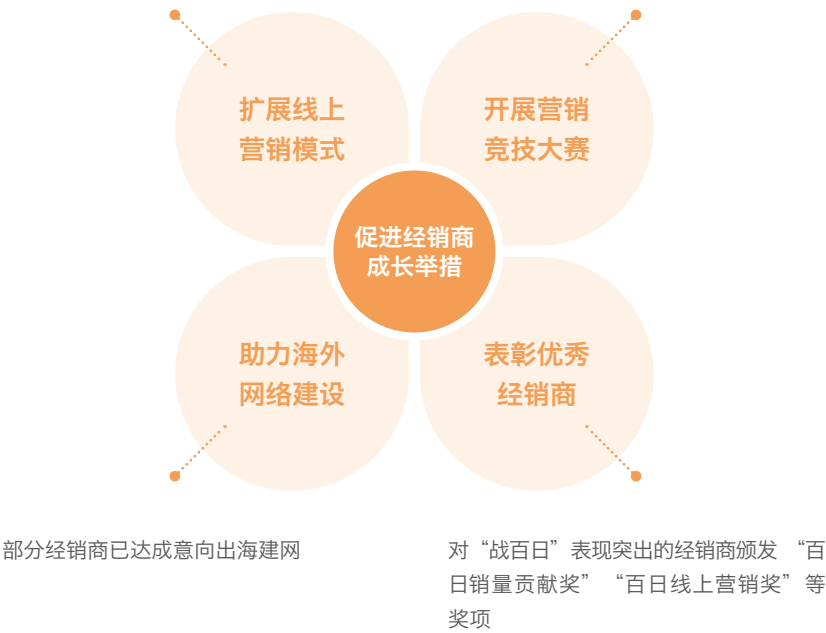 扩展线上
营销模式
开展营销
竞技大赛
促进经销商
成长举措
助力海外
网络建设
表彰优秀
经销商
部分经销商已达成意向出海建网
对“战百日”表现突出的经销商颁发 “百
日销量贡献奖” “百日线上营销奖” 等
奖项